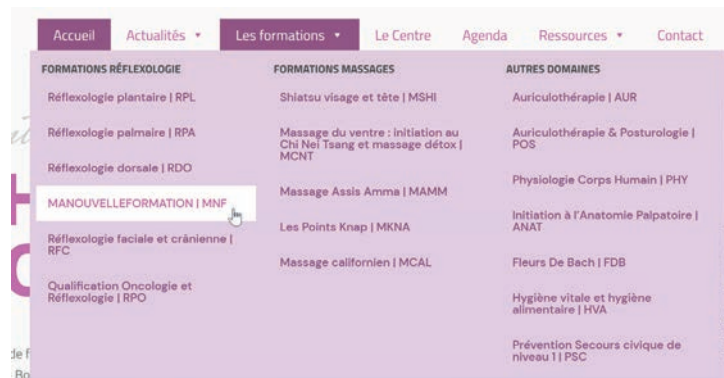 Accueil Actualités Les formations Le Centre Agenda Ressources Contact
FORMATIONS RÉFLEXOLOGIE
Réflexologie plantaire | RPL
Réflexologie palmaire | RPA
Réflexologie dorsale | RDO
MANOUVELLEFORMATION | MNF
Réflexologie faciale et crânienne |
RFC
Qualification Oncologie et
Réflexologie | RPO
FORMATIONS MASSAGES
Shiatsu visage et tête | MSHI
Massage du ventre : initiation au
Chi Nei Tsang et massage détox |
MCNT
Massage Assis Amma | MAMM
Les Points Knap | MKNA
Massage californien | MCAL
AUTRES DOMAINES
Auriculothérapie | AUR
Auriculothérapie & Posturologie |
POS
Physiologie Corps Humain | PHY
Initiation à l'Anatomie Palpatoire |
ANAT
Fleurs De Bach | FDB
Hygiène vitale et hygiène
alimentaire | HVA
Prévention Secours civique de
niveau 1 | PSC
de f
Bo